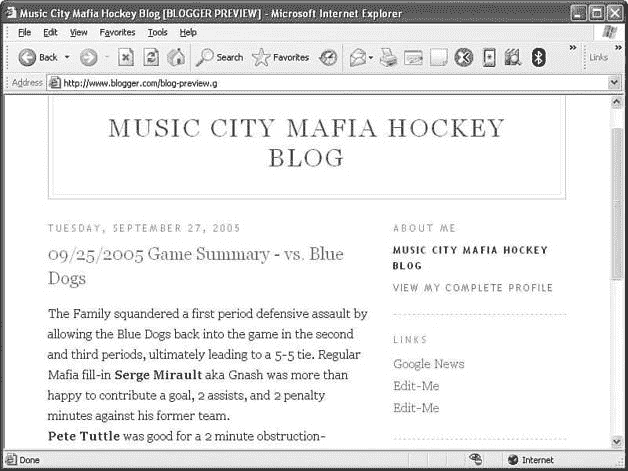 Music City Mafia Hockey Blog [BLOGGER PREVIEW] - Microsoft Internet Explorer
File Edit View Favorites Tools Help
Back Search Favorites Links
Address http://www.blogger.com/blog-preview.g
MUSIC CITY MAFIA HOCKEY
BLOG
TUESDAY, SEPTEMBER 27, 2005
09/25/2005 Game Summary - vs. Blue
Dogs
The Family squandered a first period defensive assault by
allowing the Blue Dogs back into the game in the second
and third periods, ultimately leading to a 5-5 tie. Regular
Mafia fill-in Serge Mirault aka Gnash was more than
happy to contribute a goal, 2 assists, and 2 penalty
minutes against his former team.
Pete Tuttle was good for a 2 minute obstruction-
ABOUT ME
MUSIC CITY MAFIA HOCKEY
BLOG
VIEW MY COMPLETE PROFILE
LINKS
Google News
Edit-Me
Edit-Me
Done Internet